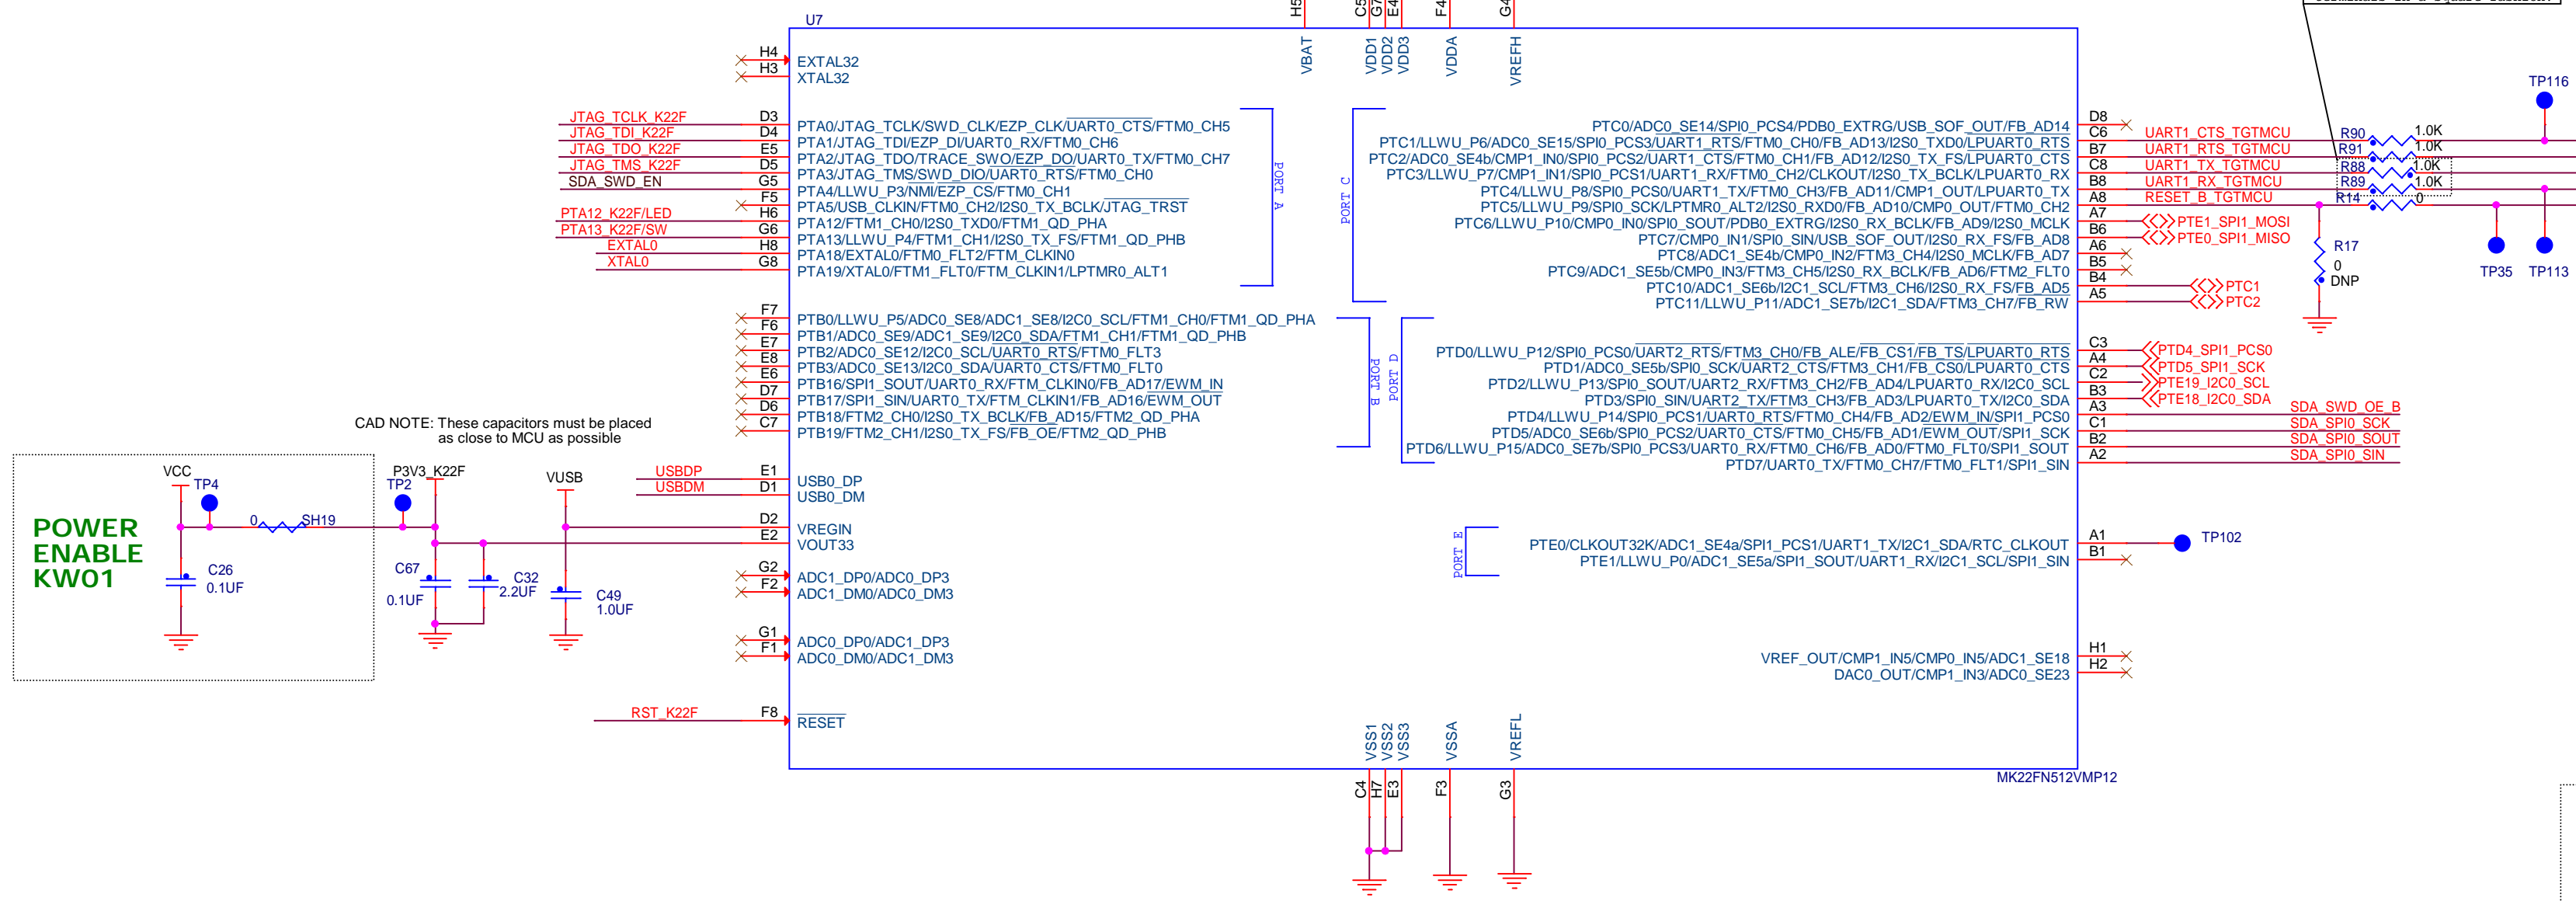 U7
H5
C5
G7
E4
F4
G4
VBAT
VDD1
VDD2
VDD3
VDDA
VREFH
H4 EXTAL32
H3 XTAL32
JTAG_TCLK_K22F D3 PTA0/JTAG_TCLK/SWD_CLK/EZP_CLK/UART0_CTS/FTM0_CH5
JTAG_TDI_K22F D4 PTA1/JTAG_TDI/EZP_DI/UART0_RX/FTM0_CH6
JTAG_TDO_K22F E5 PTA2/JTAG_TDO/TRACE_SWO/EZP_DO/UART0_TX/FTM0_CH7
JTAG_TMS_K22F D5 PTA3/JTAG_TMS/SWD_DIO/UART0_RTS/FTM0_CH0
SDA_SWD_EN G5 PTA4/LLWU_P3/NMI/EZP_CS/FTM0_CH1
F5 PTA5/USB_CLKIN/FTM0_CH2/I2S0_TX_BCLK/JTAG_TRST
PTA12_K22F/LED H6 PTA12/FTM1_CH0/I2S0_TXD0/FTM1_QD_PHA
PTA13_K22F/SW G6 PTA13/LLWU_P4/FTM1_CH1/I2S0_TX_FS/FTM1_QD_PHB
EXTAL0 H8 PTA18/EXTAL0/FTM0_FLT2/FTM_CLKIN0
XTAL0 G8 PTA19/XTAL0/FTM1_FLT0/FTM_CLKIN1/LPTMR0_ALT1
PORT A
F7 PTB0/LLWU_P5/ADC0_SE8/ADC1_SE8/I2C0_SCL/FTM1_CH0/FTM1_QD_PHA
F6 PTB1/ADC0_SE9/ADC1_SE9/I2C0_SDA/FTM1_CH1/FTM1_QD_PHB
E7 PTB2/ADC0_SE12/I2C0_SCL/UART0_RTS/FTM0_FLT3
E8 PTB3/ADC0_SE13/I2C0_SDA/UART0_CTS/FTM0_FLT0
E6 PTB16/SPI1_SOUT/UART0_RX/FTM_CLKIN0/FB_AD17/EWM_IN
D7 PTB17/SPI1_SIN/UART0_TX/FTM_CLKIN1/FB_AD16/EWM_OUT
D6 PTB18/FTM2_CH0/I2S0_TX_BCLK/FB_AD15/FTM2_QD_PHA
C7 PTB19/FTM2_CH1/I2S0_TX_FS/FB_OE/FTM2_QD_PHB
PORT B
USBDP E1 USB0_DP
USBDM D1 USB0_DM
D2 VREGIN
E2 VOUT33
G2 ADC1_DP0/ADC0_DP3
F2 ADC1_DM0/ADC0_DM3
G1 ADC0_DP0/ADC1_DP3
F1 ADC0_DM0/ADC1_DM3
RST_K22F F8 RESET
CAD NOTE: These capacitors must be placed
as close to MCU as possible
VCC
TP4
0 SH19
TP2
P3V3_K22F
VUSB
POWER
ENABLE
KW01
C26
0.1UF
C67
0.1UF
C32
2.2UF
C49
1.0UF
PORT C
PTC0/ADC0_SE14/SPI0_PCS4/PDB0_EXTRG/USB_SOF_OUT/FB_AD14 D8
PTC1/LLWU_P6/ADC0_SE15/SPI0_PCS3/UART1_RTS/FTM0_CH0/FB_AD13/I2S0_TXD0/LPUART0_RTS C6 UART1_CTS_TGTMCU R90 1.0K
PTC2/ADC0_SE4b/CMP1_IN0/SPI0_PCS2/UART1_CTS/FTM0_CH1/FB_AD12/I2S0_TX_FS/LPUART0_CTS B7 UART1_RTS_TGTMCU R91 1.0K
PTC3/LLWU_P7/CMP1_IN1/SPI0_PCS1/UART1_RX/FTM0_CH2/CLKOUT/I2S0_TX_BCLK/LPUART0_RX C8 UART1_TX_TGTMCU R88 1.0K
PTC4/LLWU_P8/SPI0_PCS0/UART1_TX/FTM0_CH3/FB_AD11/CMP1_OUT/LPUART0_TX B8 UART1_RX_TGTMCU R89 1.0K
PTC5/LLWU_P9/SPI0_SCK/LPTMR0_ALT2/I2S0_RXD0/FB_AD10/CMP0_OUT/FTM0_CH2 A8 RESET_B_TGTMCU R14 0
PTC6/LLWU_P10/CMP0_IN0/SPI0_SOUT/PDB0_EXTRG/I2S0_RX_BCLK/FB_AD9/I2S0_MCLK A7 PTE1_SPI1_MOSI
PTC7/CMP0_IN1/SPI0_SIN/USB_SOF_OUT/I2S0_RX_FS/FB_AD8 B6 PTE0_SPI1_MISO
PTC8/ADC1_SE4b/CMP0_IN2/FTM3_CH4/I2S0_MCLK/FB_AD7 A6
PTC9/ADC1_SE5b/CMP0_IN3/FTM3_CH5/I2S0_RX_BCLK/FB_AD6/FTM2_FLT0 B5
PTC10/ADC1_SE6b/I2C1_SCL/FTM3_CH6/I2S0_RX_FS/FB_AD5 B4 PTC1
PTC11/LLWU_P11/ADC1_SE7b/I2C1_SDA/FTM3_CH7/FB_RW A5 PTC2
TP116
R17
0
DNP
TP35
TP113
PORT D
PTD0/LLWU_P12/SPI0_PCS0/UART2_RTS/FTM3_CH0/FB_ALE/FB_CS1/FB_TS/LPUART0_RTS C3 PTD4_SPI1_PCS0
PTD1/ADC0_SE5b/SPI0_SCK/UART2_CTS/FTM3_CH1/FB_CS0/LPUART0_CTS A4 PTD5_SPI1_SCK
PTD2/LLWU_P13/SPI0_SOUT/UART2_RX/FTM3_CH2/FB_AD4/LPUART0_RX/I2C0_SCL C2 PTE19_I2C0_SCL
PTD3/SPI0_SIN/UART2_TX/FTM3_CH3/FB_AD3/LPUART0_TX/I2C0_SDA B3 PTE18_I2C0_SDA
PTD4/LLWU_P14/SPI0_PCS1/UART0_RTS/FTM0_CH4/FB_AD2/EWM_IN/SPI1_PCS0 A3 SDA_SWD_OE_B
PTD5/ADC0_SE6b/SPI0_PCS2/UART0_CTS/FTM0_CH5/FB_AD1/EWM_OUT/SPI1_SCK C1 SDA_SPI0_SCK
PTD6/LLWU_P15/ADC0_SE7b/SPI0_PCS3/UART0_RX/FTM0_CH6/FB_AD0/FTM0_FLT0/SPI1_SOUT B2 SDA_SPI0_SOUT
PTD7/UART0_TX/FTM0_CH7/FTM0_FLT1/SPI1_SIN A2 SDA_SPI0_SIN
PORT E
PTE0/CLKOUT32K/ADC1_SE4a/SPI1_PCS1/UART1_TX/I2C1_SDA/RTC_CLKOUT A1 TP102
PTE1/LLWU_P0/ADC1_SE5a/SPI1_SOUT/UART1_RX/I2C1_SCL/SPI1_SIN B1
VREF_OUT/CMP1_IN5/CMP0_IN5/ADC1_SE18 H1
DAC0_OUT/CMP1_IN3/ADC0_SE23 H2
VSS1
VSS2
VSS3
VSSA
VREFL
MK22FN512VMP12
C4
H7
E3
F3
G3